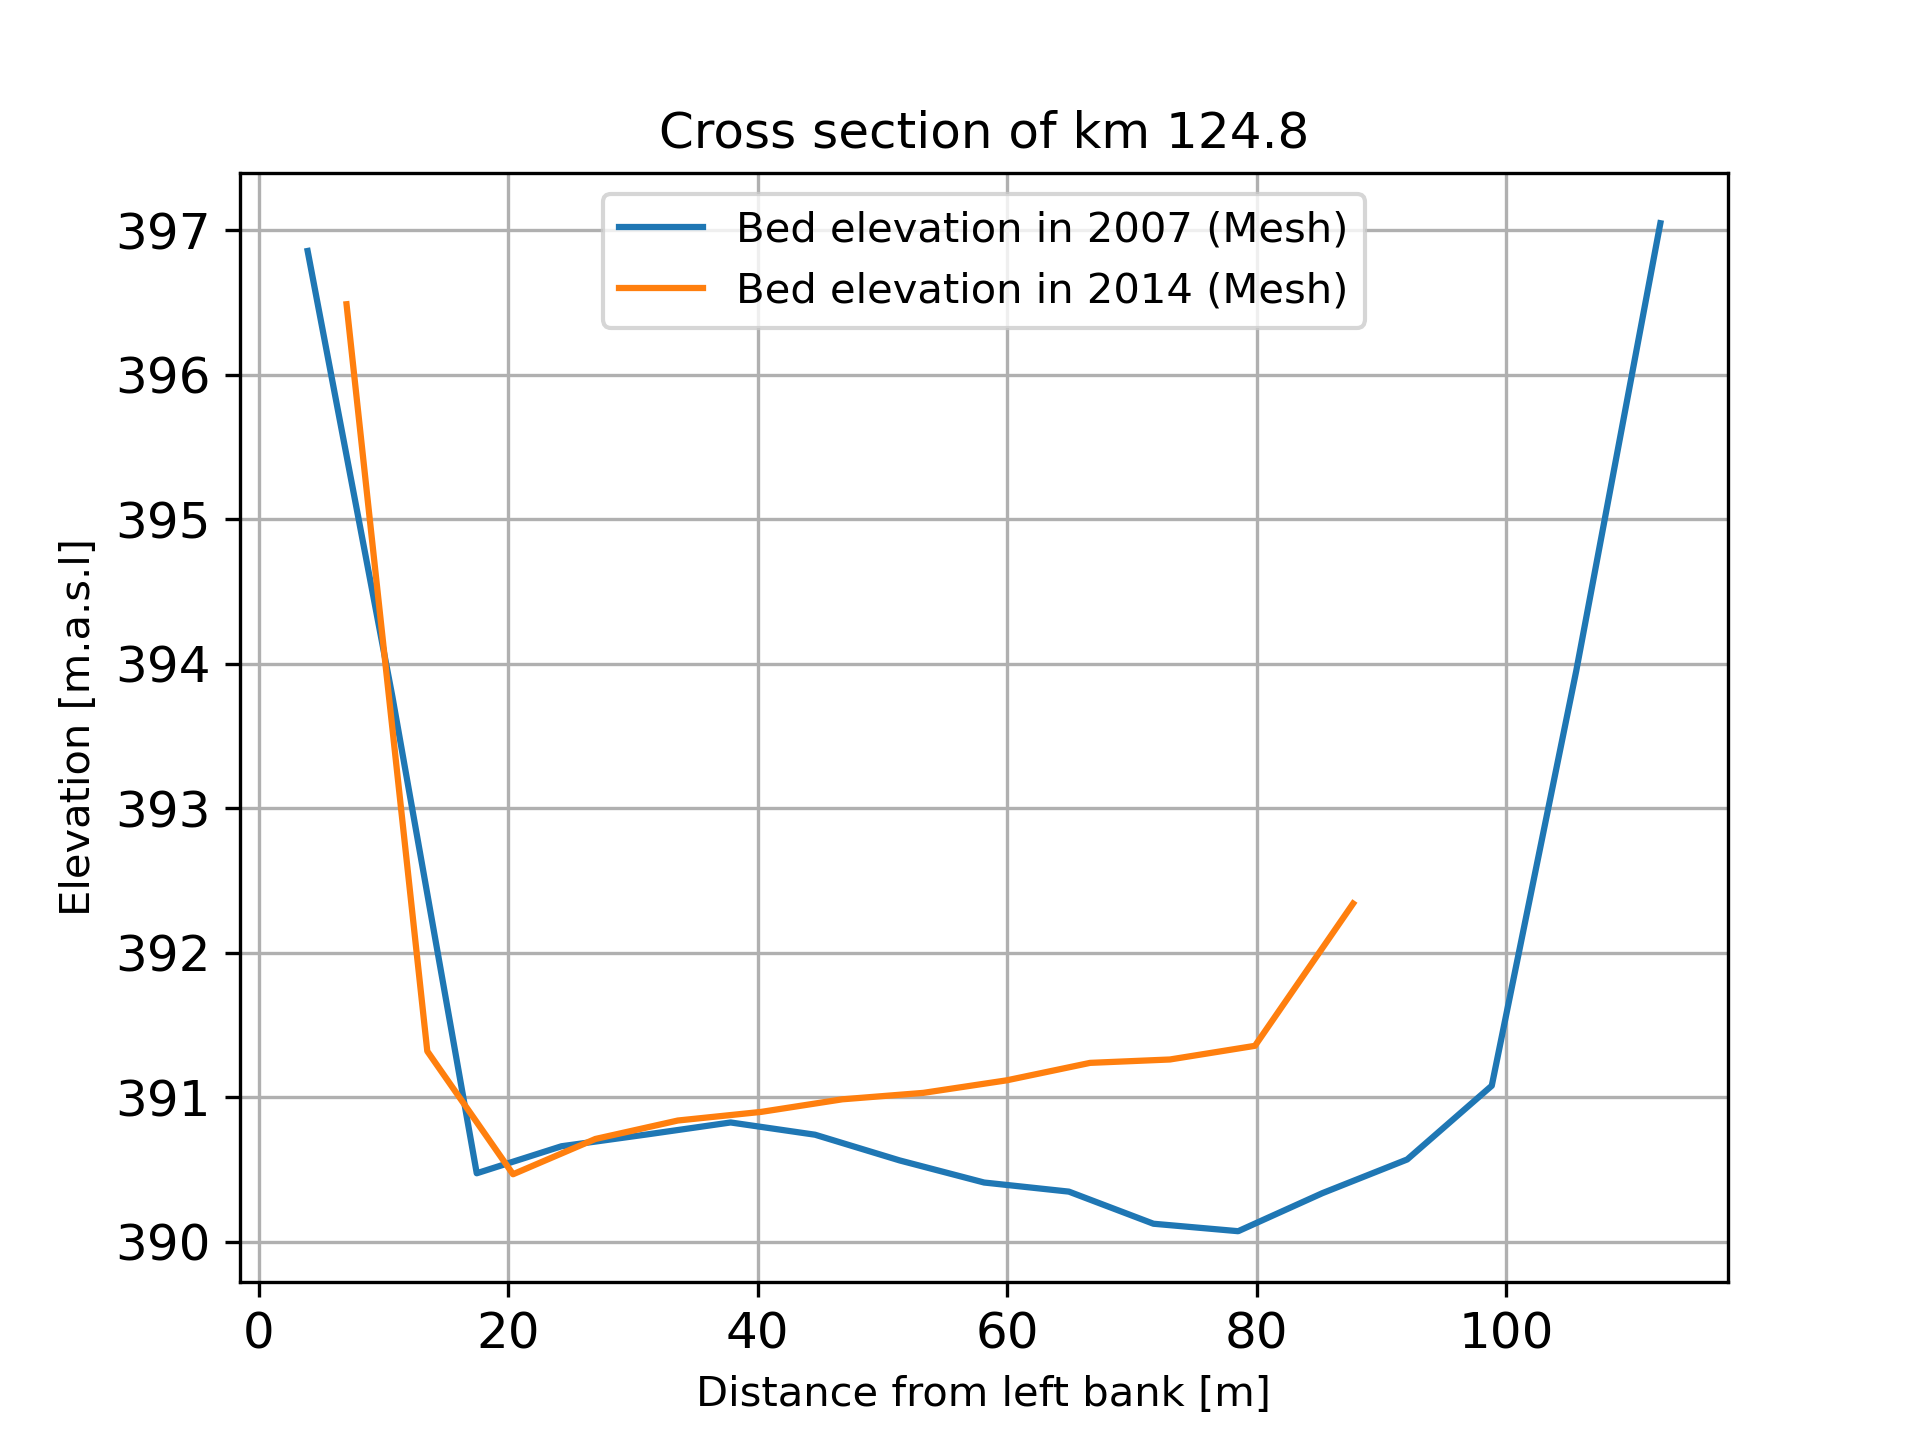 Cross section of km 124.8
Bed elevation in 2007 (Mesh)
Bed elevation in 2014 (Mesh)
397
396
395
394
393
392
391
390
Elevation [m.a.s.l]
0 20 40 60 80 100
Distance from left bank [m]